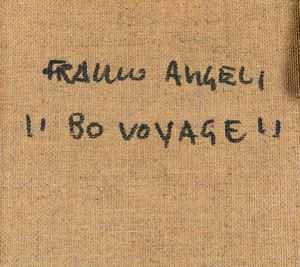 FRANCO ANGELI
" BO VOYAGE "